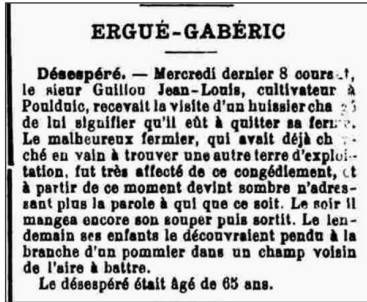 ERGUÉ-GABÉRIC
Désespéré. — Mercredi dernier 8 courant,
le sieur Guillou Jean-Louis, cultivateur à
Poulduic, recevait la visite d'un huissier
de lui signifier qu'il eût à quitter sa ferme.
Le malheureux fermier, qui avait déjà
ché en vain à trouver une autre terre d'exploi-
tation, fut très affecté de ce congédiement, et
à partir de ce moment devint sombre n'adres-
sant plus la parole à qui que ce soit. Le soir il
mangea encore son souper puis sortit. Le len-
demain ses enfants le découvraient pendu à la
branche d'un pommier dans un champ voisin
de l'aire à battre.
Le désespéré était âgé de 65 ans.